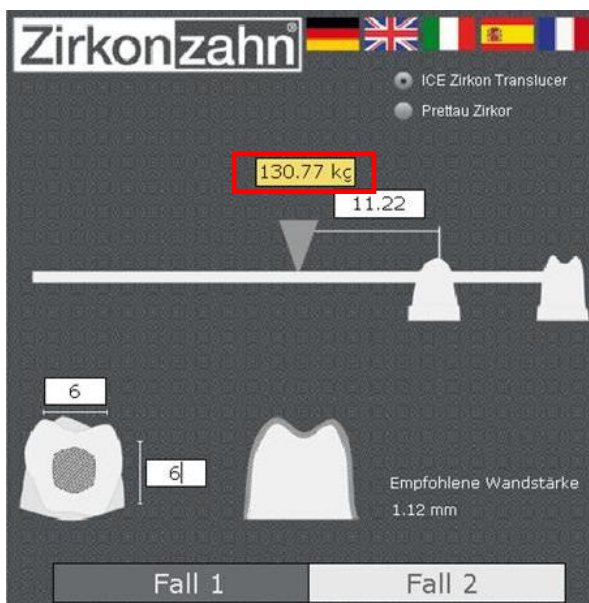 Zirkonzahn®
ICE Zirkon Translucer
Prettau Zirkor
130.77 kg
11.22
6
6
Empfohlene Wandstärke
1.12 mm
Fall 1
Fall 2